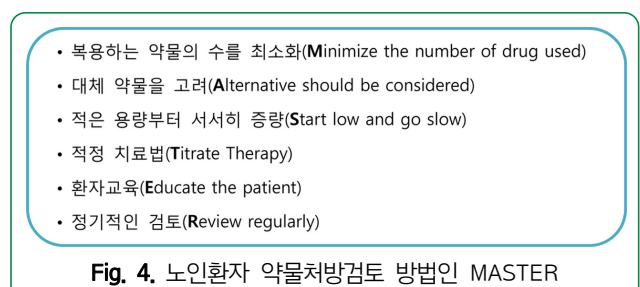 • 복용하는 약물의 수를 최소화(Minimize the number of drug used)
• 대체 약물을 고려(Alternative should be considered)
• 적은 용량부터 서서히 증량(Start low and go slow)
• 적정 치료법(Titrate Therapy)
• 환자교육(Educate the patient)
• 정기적인 검토(Review regularly)
Fig. 4. 노인환자 약물처방검토 방법인 MASTER